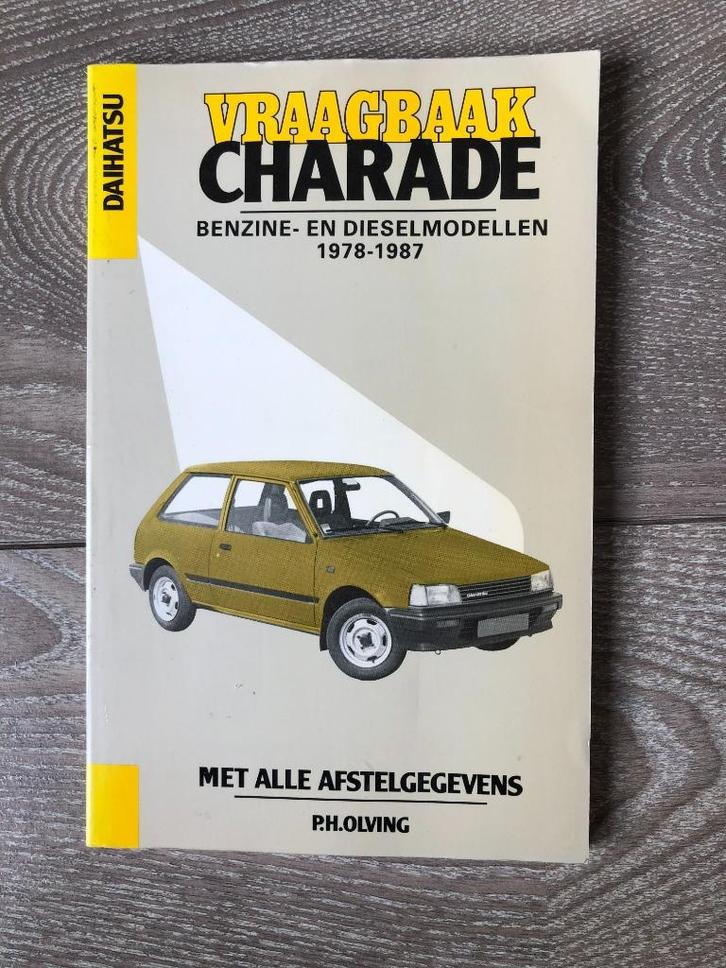 DAIHATSU
VRAAGBAAK
CHARADE
BENZINE- EN DIESELMODELLEN
1978-1987
MET ALLE AFSTELGEGEVENS
P.H.OLVING